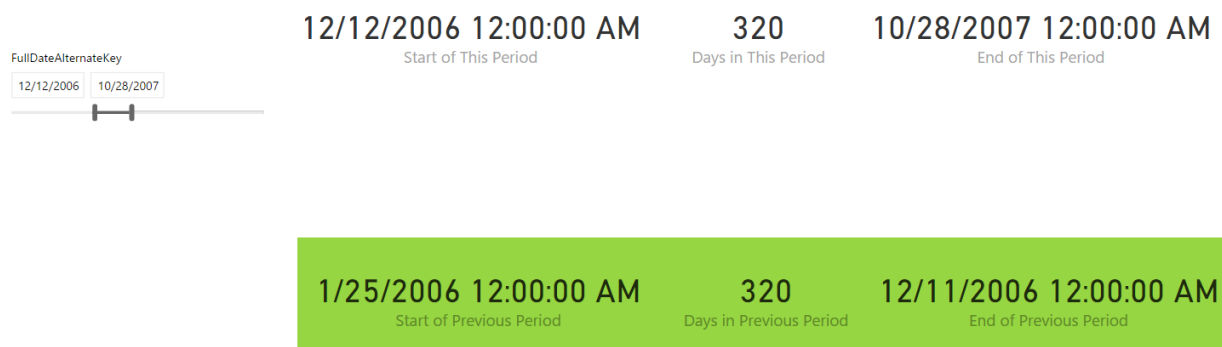 FullDateAlternateKey
12/12/2006 10/28/2007
12/12/2006 12:00:00 AM 320 10/28/2007 12:00:00 AM
Start of This Period Days in This Period End of This Period
1/25/2006 12:00:00 AM 320 12/11/2006 12:00:00 AM
Start of Previous Period Days in Previous Period End of Previous Period